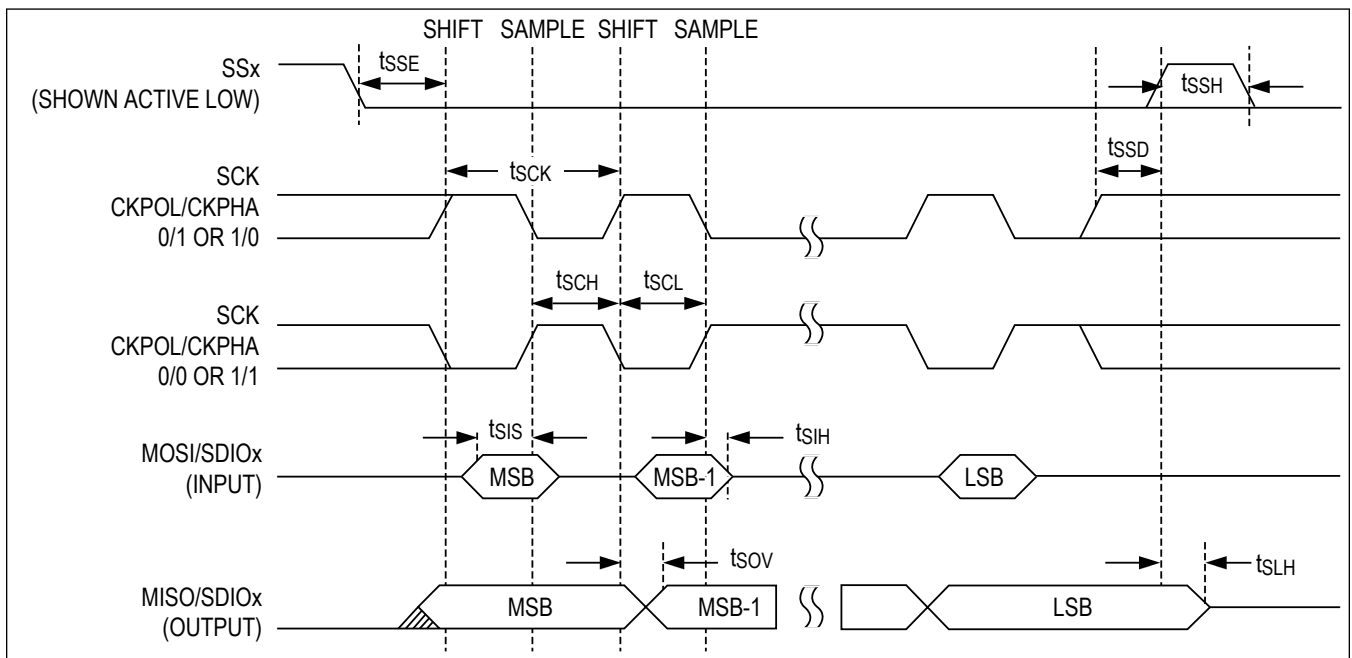 SHIFT SAMPLE SHIFT SAMPLE
SSx
(SHOWN ACTIVE LOW)
tSSE
tSSH
tSSD
SCK
CKPOL/CKPHA
0/1 OR 1/0
tSCK
tSCH
tSCL
SCK
CKPOL/CKPHA
0/0 OR 1/1
MOSI/SDIOx
(INPUT)
tSIS
tSIH
MSB
MSB-1
LSB
MISO/SDIOx
(OUTPUT)
tSOV
tSLH
MSB
MSB-1
LSB